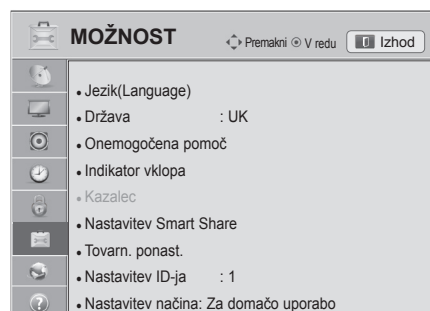 MOŽNOST
Premakni V redu Izhod
Jezik(Language)
Država : UK
Onemogočena pomoč
Indikator vklopa
Kazalec
Nastavitev Smart Share
Tovarn. ponast.
Nastavitev ID-ja : 1
Nastavitev načina: Za domačo uporabo